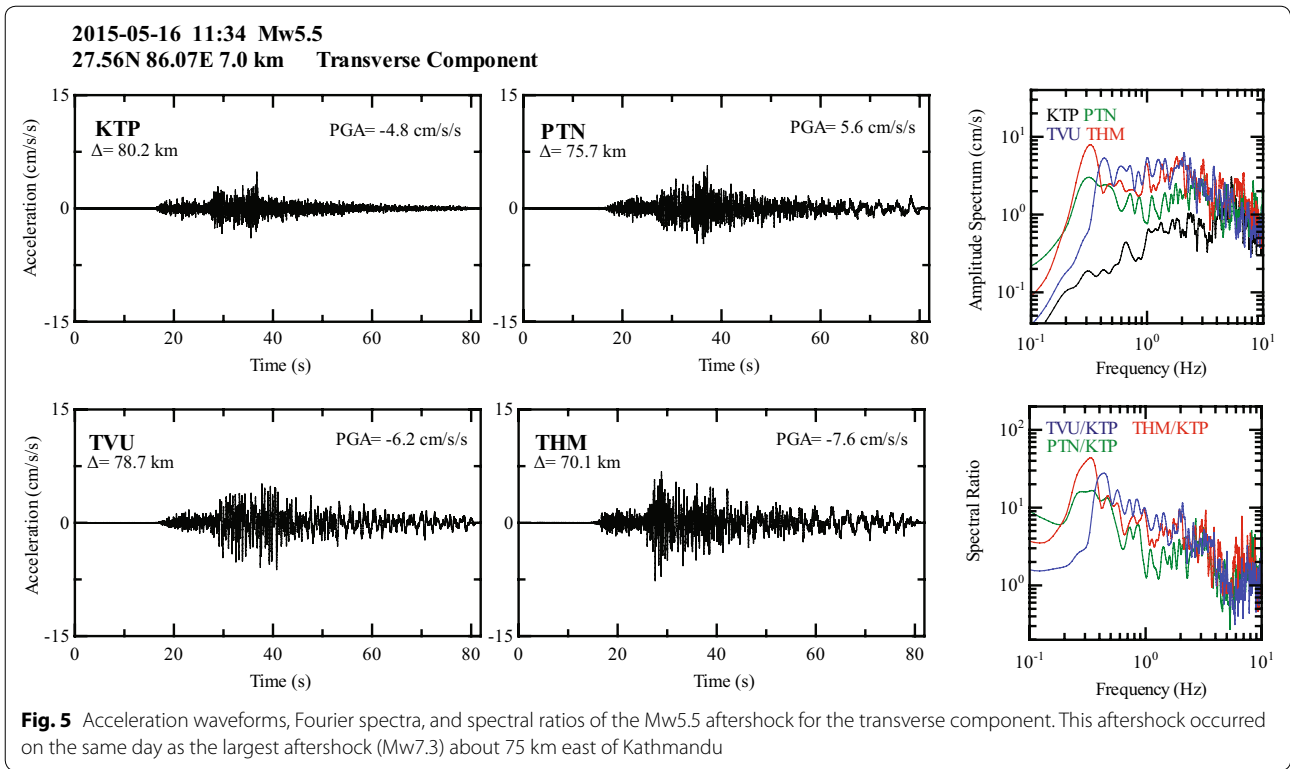 2015-05-16 11:34 Mw5.5
27.56N 86.07E 7.0 km Transverse Component
15
0
-15
Acceleration (cm/s/s)
KTP
Δ= 80.2 km
PGA= -4.8 cm/s/s
0 20 40 60 80
Time (s)
PTN
Δ= 75.7 km
PGA= 5.6 cm/s/s
0 20 40 60 80
Time (s)
KTP PTN
TVU THM
Amplitude Spectrum (cm/s)
10^1
10^0
10^-1
10^-1 10^0 10^1
Frequency (Hz)
15
0
-15
Acceleration (cm/s/s)
TVU
Δ= 78.7 km
PGA= -6.2 cm/s/s
0 20 40 60 80
Time (s)
THM
Δ= 70.1 km
PGA= -7.6 cm/s/s
0 20 40 60 80
Time (s)
TVU/KTP THM/KTP
PTN/KTP
Spectral Ratio
10^2
10^1
10^0
10^-1 10^0 10^1
Frequency (Hz)
Fig. 5 Acceleration waveforms, Fourier spectra, and spectral ratios of the Mw5.5 aftershock for the transverse component. This aftershock occurred
on the same day as the largest aftershock (Mw7.3) about 75 km east of Kathmandu